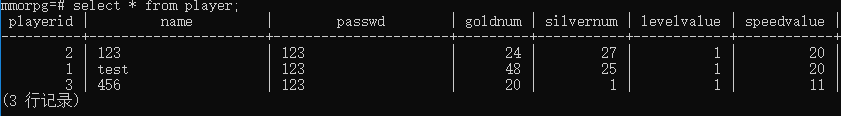 mmorpg=# select * from player;
playerid | name | passwd | goldnum | silvernum | levelvalue | speedvalue
---------+--------------------+--------------------+---------+-----------+------------+------------+
2 | 123 | 123 | 24 | 27 | 1 | 20
1 | test | 123 | 48 | 25 | 1 | 20
3 | 456 | 123 | 20 | 1 | 1 | 11
(3 行记录)